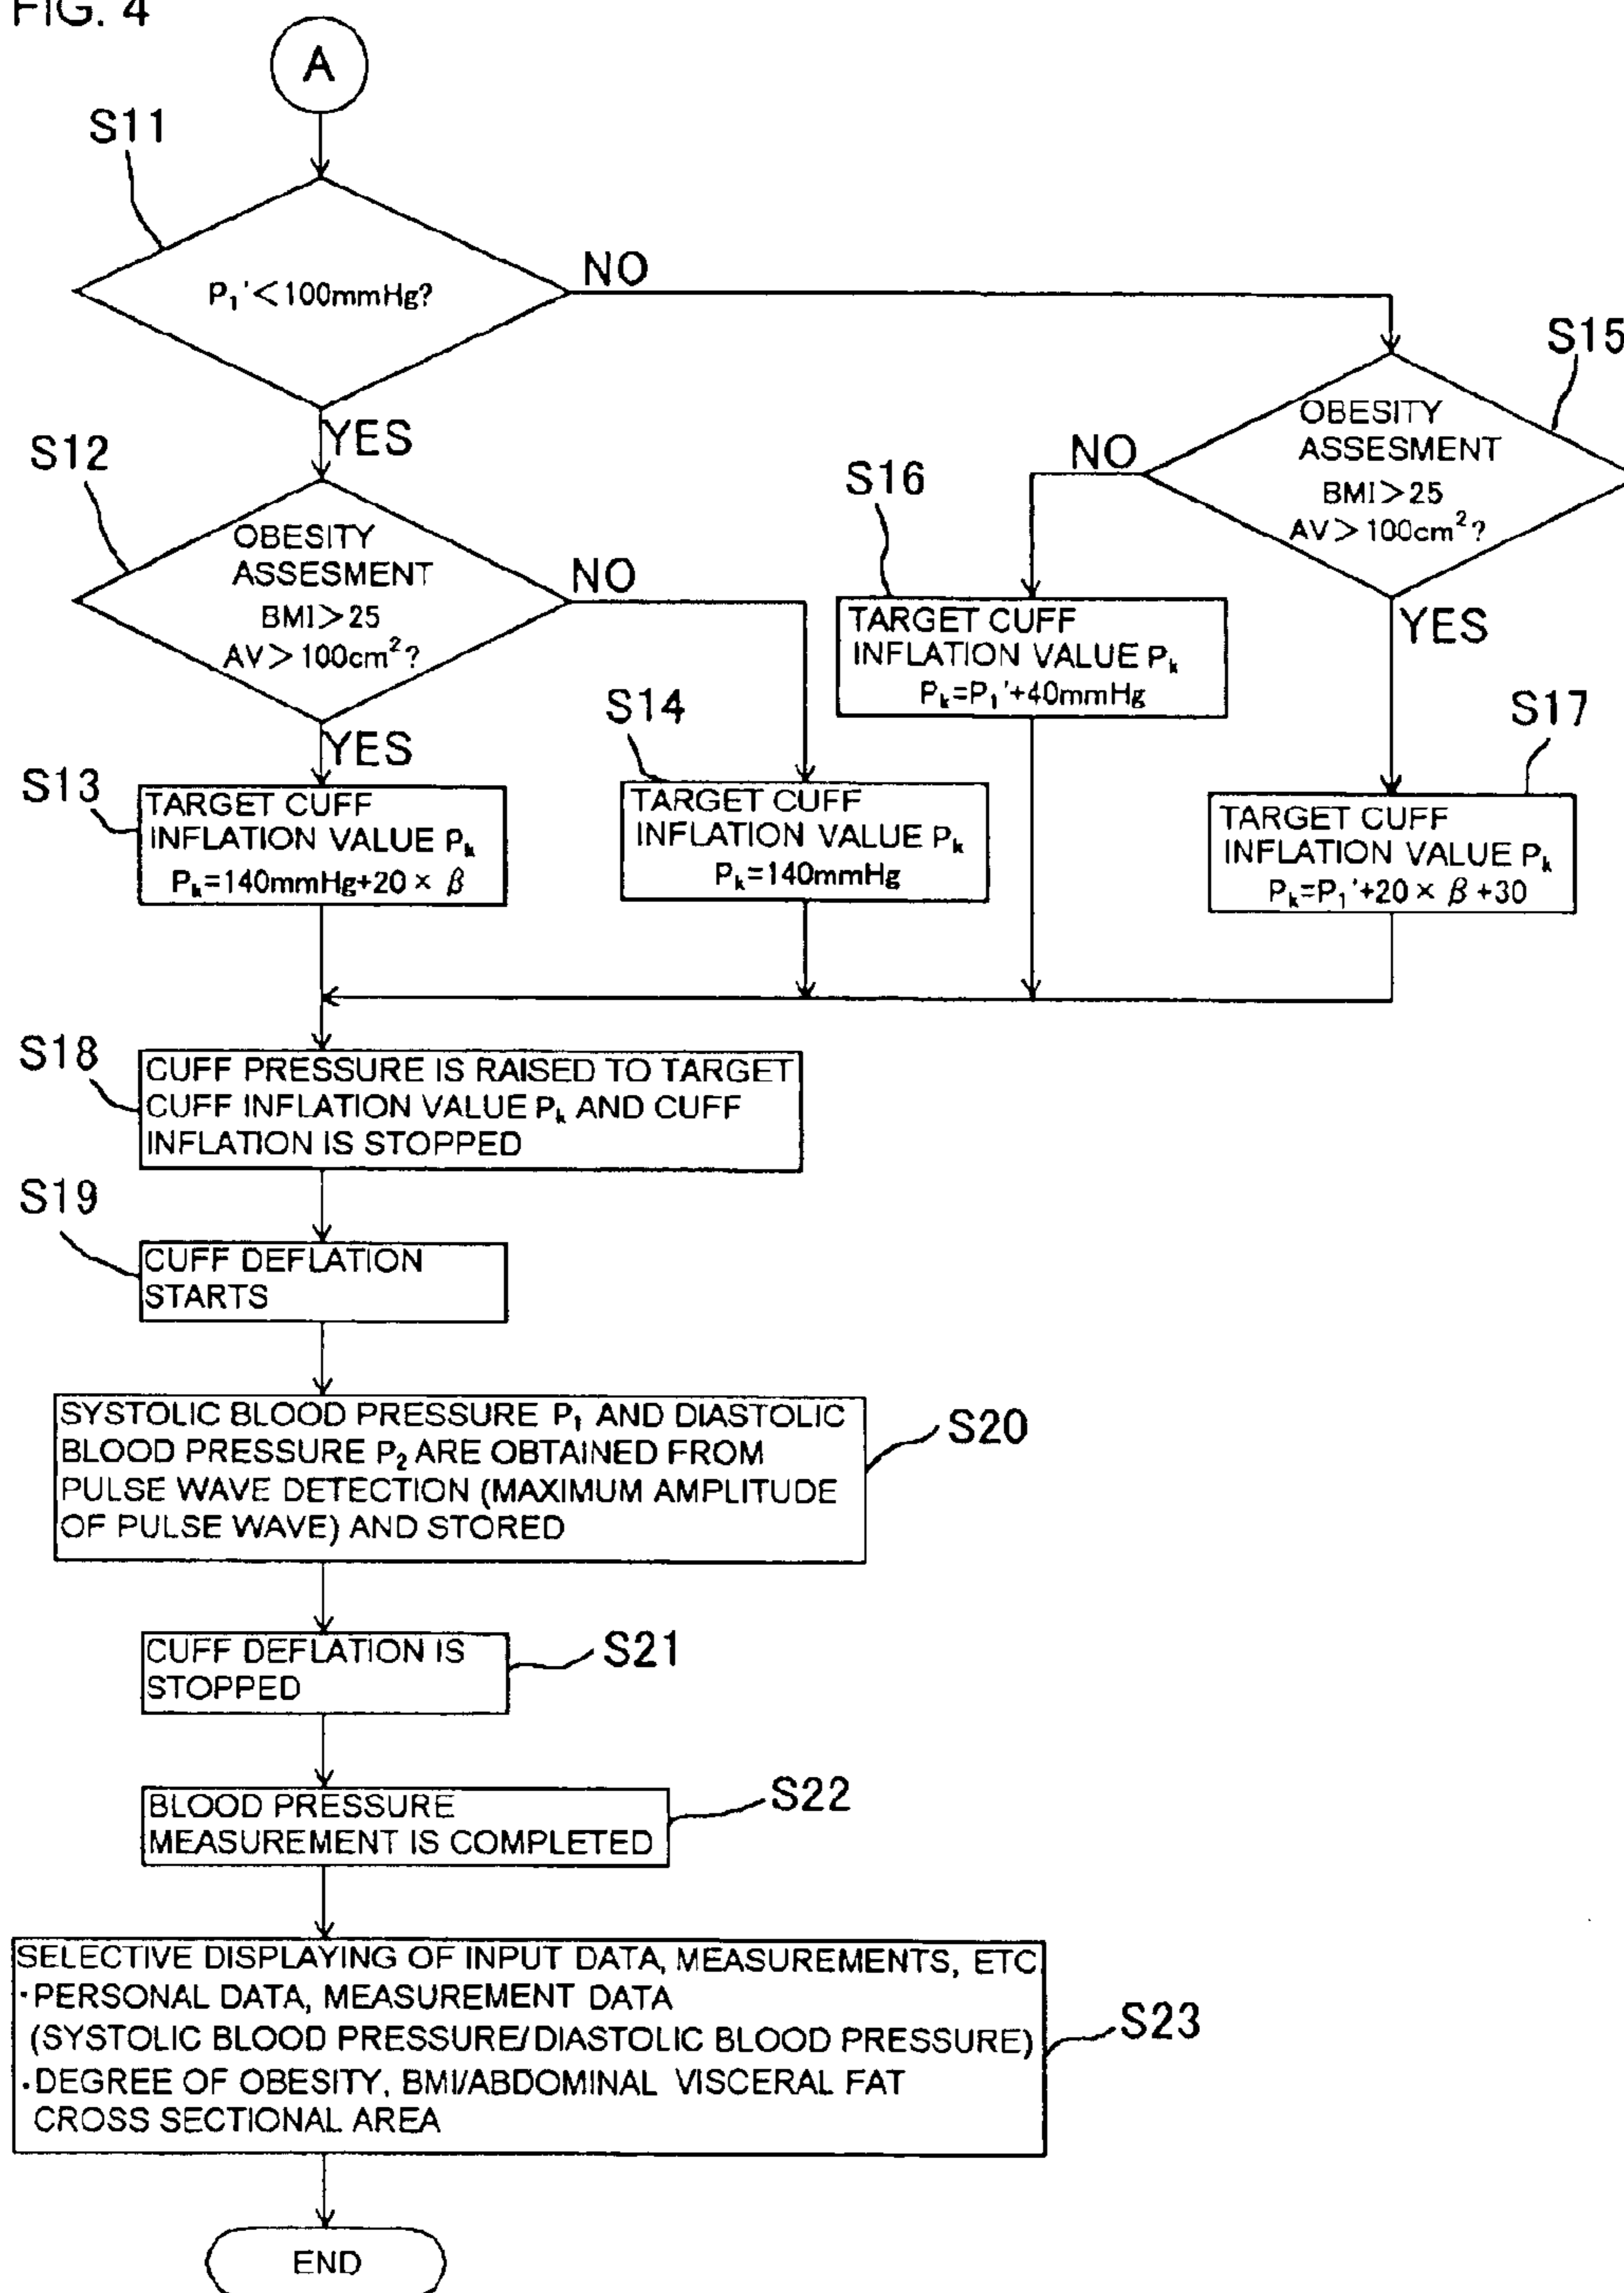 FIG. 4
A
S11
P₁'<100mmHg?
NO
YES
S12
OBESITY
ASSESMENT
BMI>25
AV>100cm²?
NO
YES
S13
TARGET CUFF
INFLATION VALUE Pₖ
Pₖ=140mmHg+20 × β
S14
TARGET CUFF
INFLATION VALUE Pₖ
Pₖ=140mmHg
S15
OBESITY
ASSESMENT
BMI>25
AV>100cm²?
NO
YES
S16
TARGET CUFF
INFLATION VALUE Pₖ
Pₖ=P₁'+40mmHg
S17
TARGET CUFF
INFLATION VALUE Pₖ
Pₖ=P₁'+20 × β +30
S18
CUFF PRESSURE IS RAISED TO TARGET
CUFF INFLATION VALUE Pₖ AND CUFF
INFLATION IS STOPPED
S19
CUFF DEFLATION
STARTS
SYSTOLIC BLOOD PRESSURE P₁ AND DIASTOLIC
BLOOD PRESSURE P₂ ARE OBTAINED FROM
PULSE WAVE DETECTION (MAXIMUM AMPLITUDE
OF PULSE WAVE) AND STORED
S20
CUFF DEFLATION IS
STOPPED
S21
BLOOD PRESSURE
MEASUREMENT IS COMPLETED
S22
SELECTIVE DISPLAYING OF INPUT DATA, MEASUREMENTS, ETC
·PERSONAL DATA, MEASUREMENT DATA
(SYSTOLIC BLOOD PRESSURE/DIASTOLIC BLOOD PRESSURE)
·DEGREE OF OBESITY, BMI/ABDOMINAL VISCERAL FAT
CROSS SECTIONAL AREA
S23
END